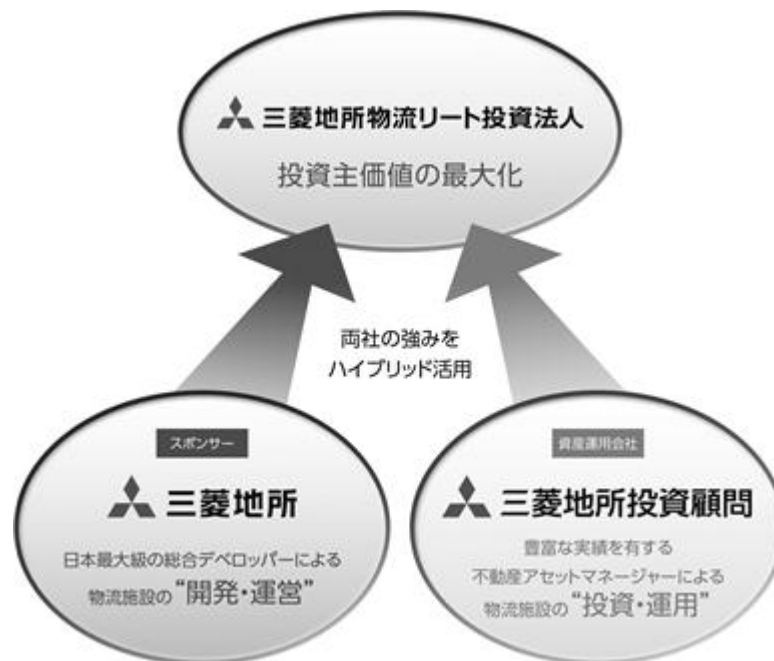 三菱地所物流リート投資法人
投資主価値の最大化
両社の強みを
ハイブリッド活用
スポンサー
三菱地所
日本最大級の総合デベロッパーによる
物流施設の“開発・運営”
資産運用会社
三菱地所投資顧問
豊富な実績を有する
不動産アセットマネージャーによる
物流施設の“投資・運用”